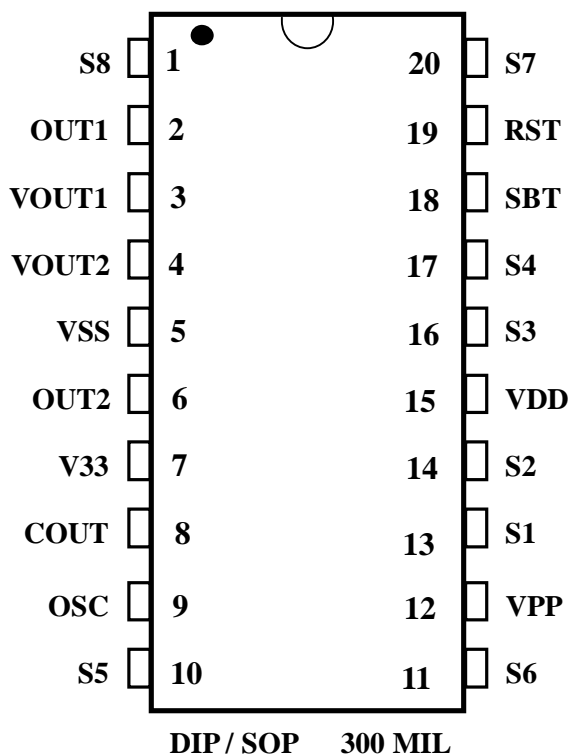 S8 1 20 S7
OUT1 2 19 RST
VOUT1 3 18 SBT
VOUT2 4 17 S4
VSS 5 16 S3
OUT2 6 15 VDD
V33 7 14 S2
COUT 8 13 S1
OSC 9 12 VPP
S5 10 11 S6
DIP / SOP 300 MIL